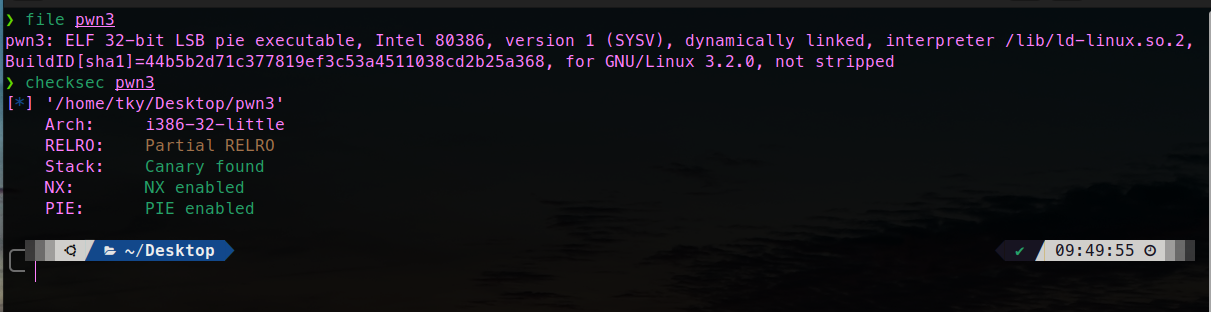 ❯ file pwn3
pwn3: ELF 32-bit LSB pie executable, Intel 80386, version 1 (SYSV), dynamically linked, interpreter /lib/ld-linux.so.2,
BuildID[sha1]=44b5b2d71c377819ef3c53a4511038cd2b25a368, for GNU/Linux 3.2.0, not stripped
❯ checksec pwn3
[*] '/home/tky/Desktop/pwn3'
    Arch:     i386-32-little
    RELRO:    Partial RELRO
    Stack:    Canary found
    NX:       NX enabled
    PIE:      PIE enabled
~/Desktop ✔ 09:49:55